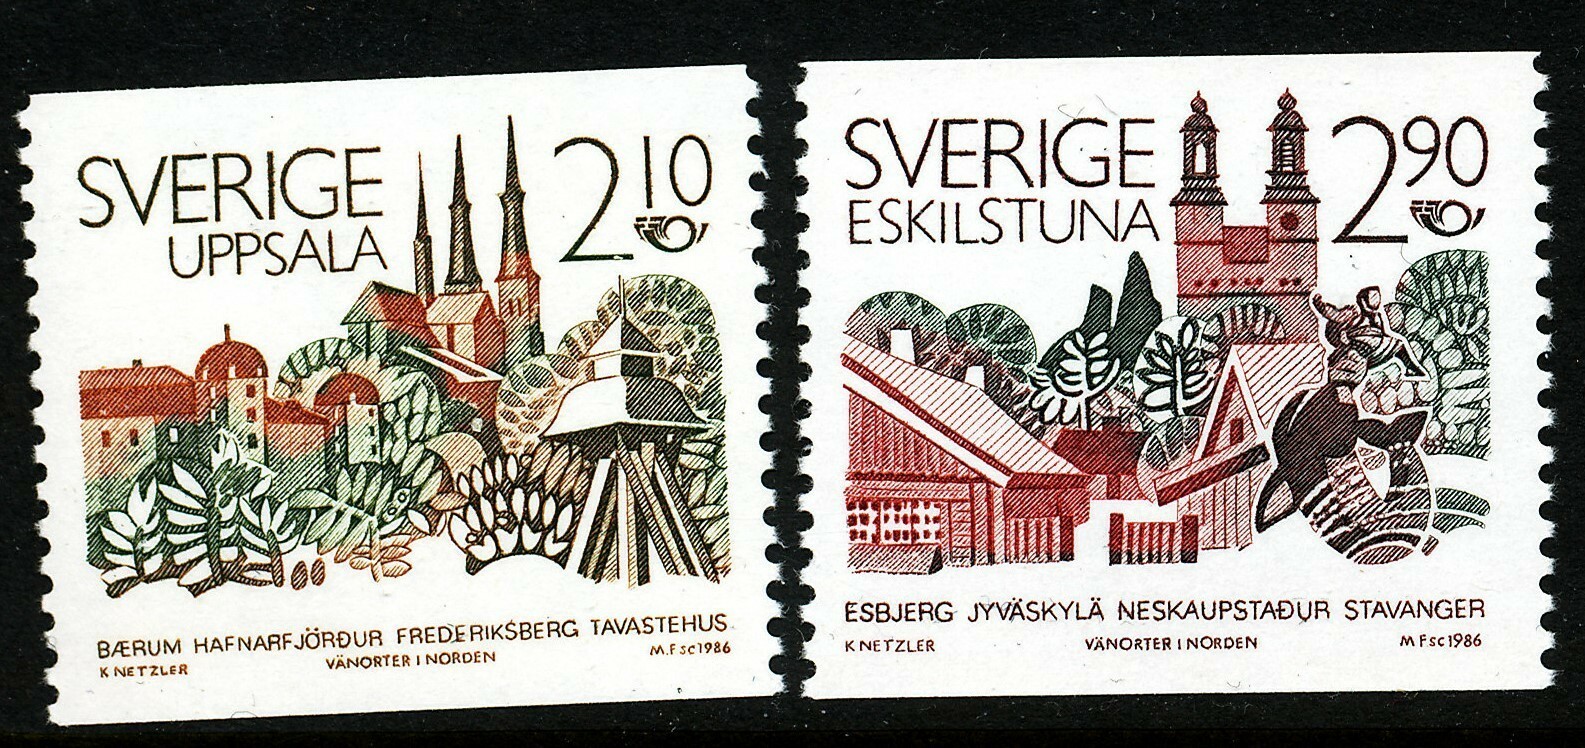 SVERIGE
UPPSALA
2 10
BÆRUM HAFNARFJÖRÐUR FREDERIKSBERG TAVASTEHUS
K NETZLER VÄNORTER I NORDEN M.F sc 1986
SVERIGE
ESKILSTUNA
2 90
ESBJERG JYVÄSKYLÄ NESKAUPSTAÐUR STAVANGER
K NETZLER VÄNORTER I NORDEN M F sc 1986